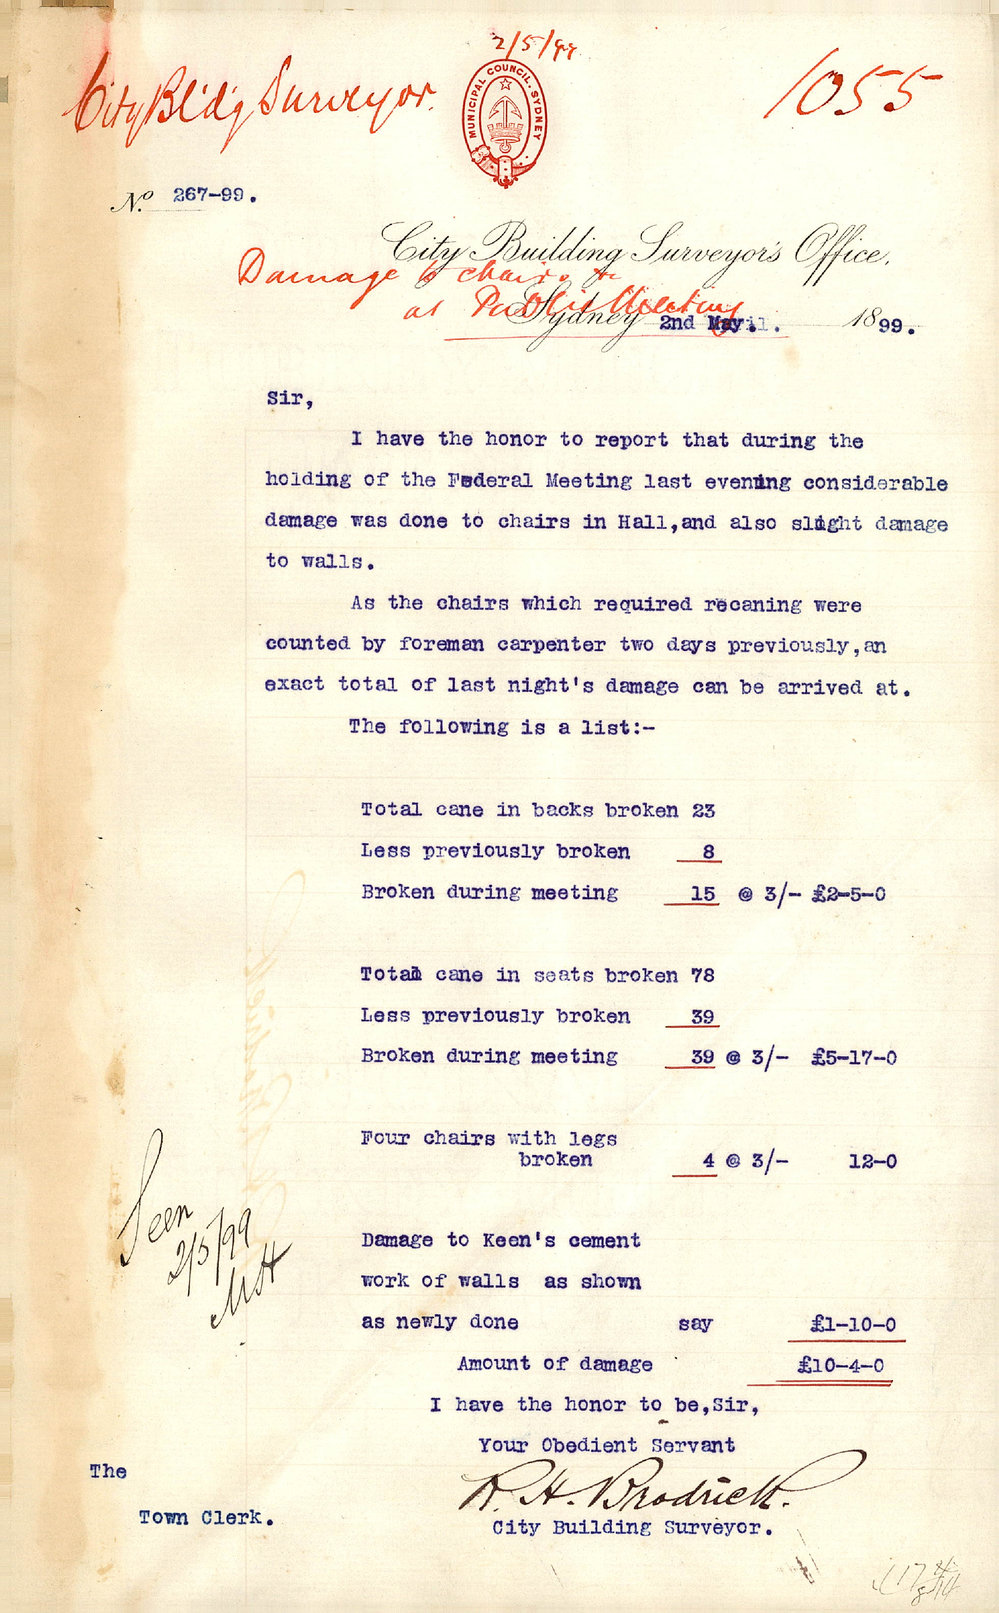 2/5/99
City Bldg Surveyor.
1055
MUNICIPAL COUNCIL. SYDNEY
No. 267-99.
City Building Surveyor's Office,
Damage to chairs &c
at Public Meeting
Sydney 2nd May. 1899.
Sir,
I have the honor to report that during the
holding of the Federal Meeting last evening considerable
damage was done to chairs in Hall,and also slight damage
to walls.
As the chairs which required recaning were
counted by foreman carpenter two days previously,an
exact total of last night's damage can be arrived at.
The following is a list:-
Total cane in backs broken 23
Less previously broken 8
Broken during meeting 15 @ 3/- £2-5-0
Total cane in seats broken 78
Less previously broken 39
Broken during meeting 39 @ 3/- £5-17-0
Four chairs with legs
broken 4 @ 3/- 12-0
Seen
2/5/99
MH
Damage to Keen's cement
work of walls as shown
as newly done say £1-10-0
Amount of damage £10-4-0
I have the honor to be,Sir,
Your Obedient Servant
R. H. Brodrick.
City Building Surveyor.
The
Town Clerk.